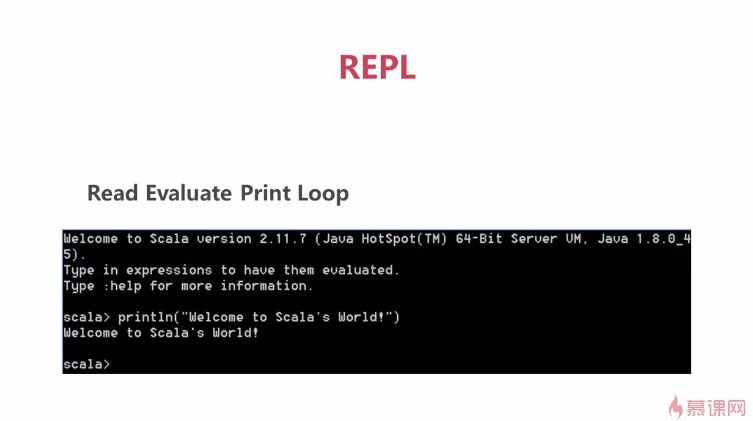 REPL
Read Evaluate Print Loop
Welcome to Scala version 2.11.7 (Java HotSpot(TM) 64-Bit Server VM, Java 1.8.0_4
5).
Type in expressions to have them evaluated.
Type :help for more information.
scala> println("Welcome to Scala's World!")
Welcome to Scala's World!
scala>
慕课网